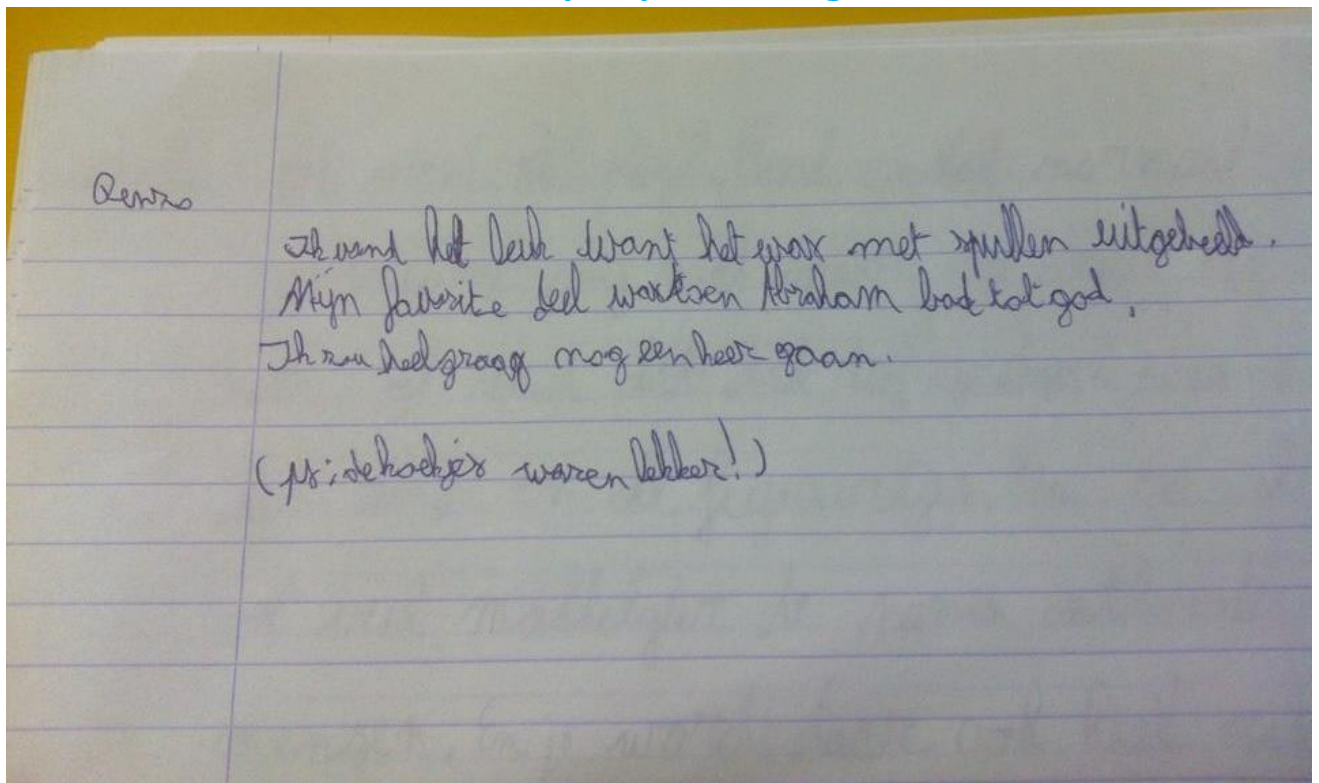 Ik vond het leuk want het was met spullen uitgebeeld.
Mijn favorite deel was toen Abraham bad tot god.
Ik zou heel graag nog een keer gaan.
(ps: de koekjes waren lekker!)